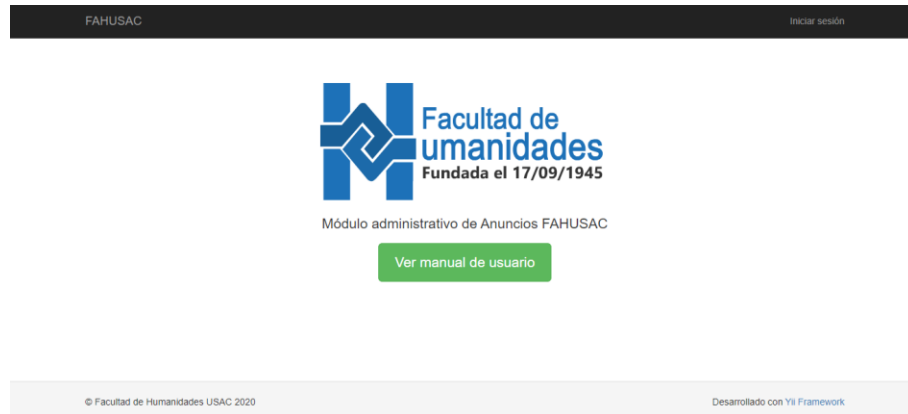 FAHUSAC
Iniciar sesión
Facultad de
umanidades
Fundada el 17/09/1945
Módulo administrativo de Anuncios FAHUSAC
Ver manual de usuario
© Facultad de Humanidades USAC 2020
Desarrollado con Yii Framework